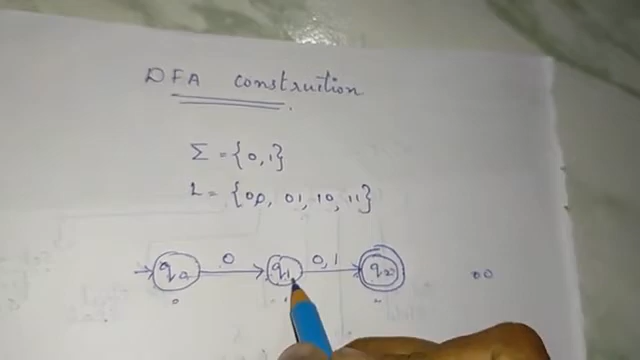 DFA construction
Σ = {0,1}
L = {00, 01, 10, 11}
q0 0 q1 0,1 q2 00